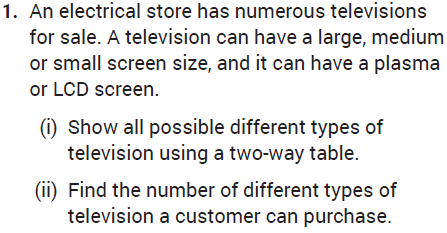 1. An electrical store has numerous televisions
for sale. A television can have a large, medium
or small screen size, and it can have a plasma
or LCD screen.
(i) Show all possible different types of
television using a two-way table.
(ii) Find the number of different types of
television a customer can purchase.